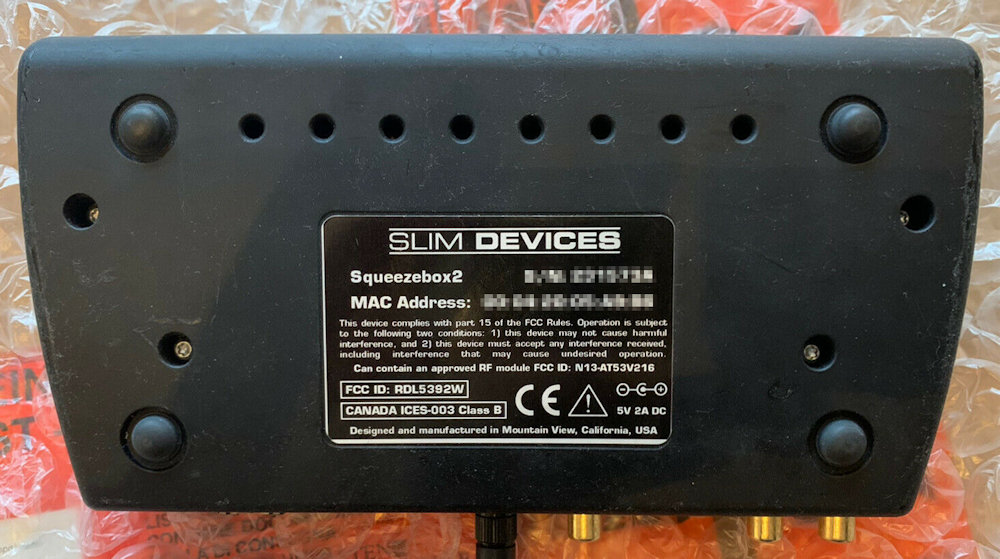 SLIM DEVICES
Squeezebox2
MAC Address:
This device complies with part 15 of the FCC Rules. Operation is subject
to the following two conditions: 1) this device may not cause harmful
interference, and 2) this device must accept any interference received,
including interference that may cause undesired operation.
Can contain an approved RF module FCC ID: N13-AT53V216
FCC ID: RDL5392W
CANADA ICES-003 Class B
CE
5V 2A DC
Designed and manufactured in Mountain View, California, USA